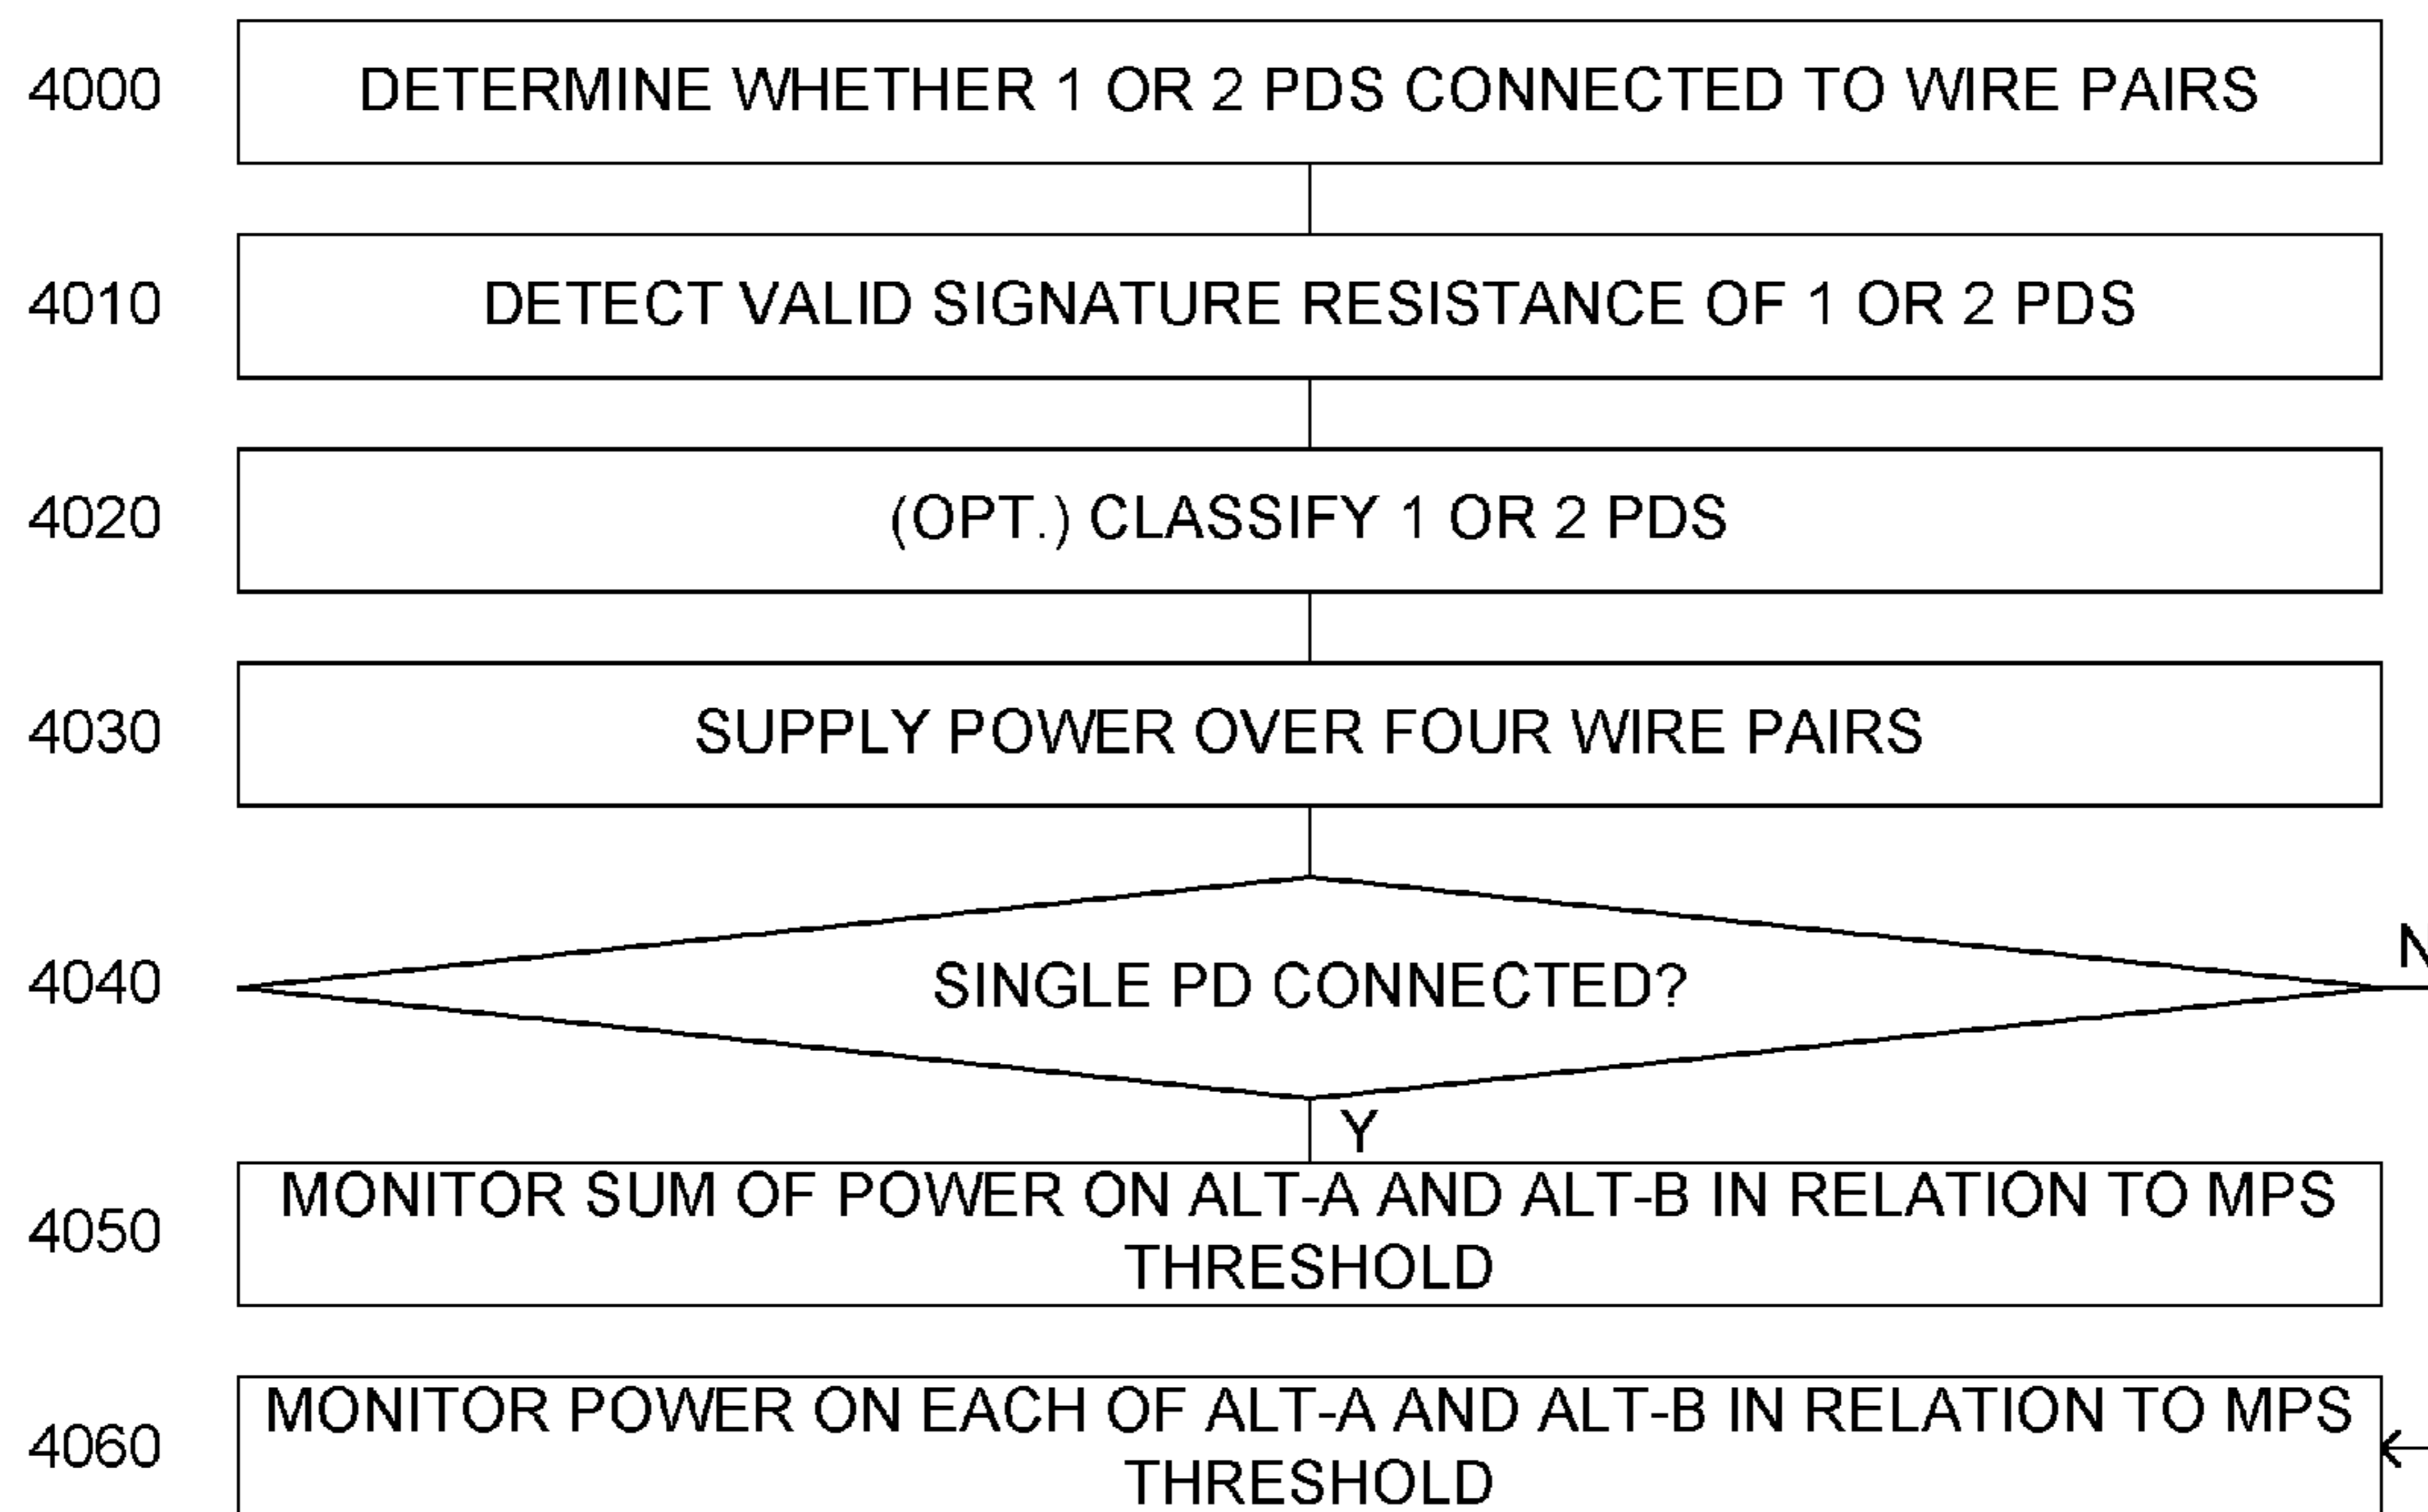 4000 DETERMINE WHETHER 1 OR 2 PDS CONNECTED TO WIRE PAIRS
4010 DETECT VALID SIGNATURE RESISTANCE OF 1 OR 2 PDS
4020 (OPT.) CLASSIFY 1 OR 2 PDS
4030 SUPPLY POWER OVER FOUR WIRE PAIRS
4040 SINGLE PD CONNECTED? N
Y
4050 MONITOR SUM OF POWER ON ALT-A AND ALT-B IN RELATION TO MPS
THRESHOLD
4060 MONITOR POWER ON EACH OF ALT-A AND ALT-B IN RELATION TO MPS
THRESHOLD